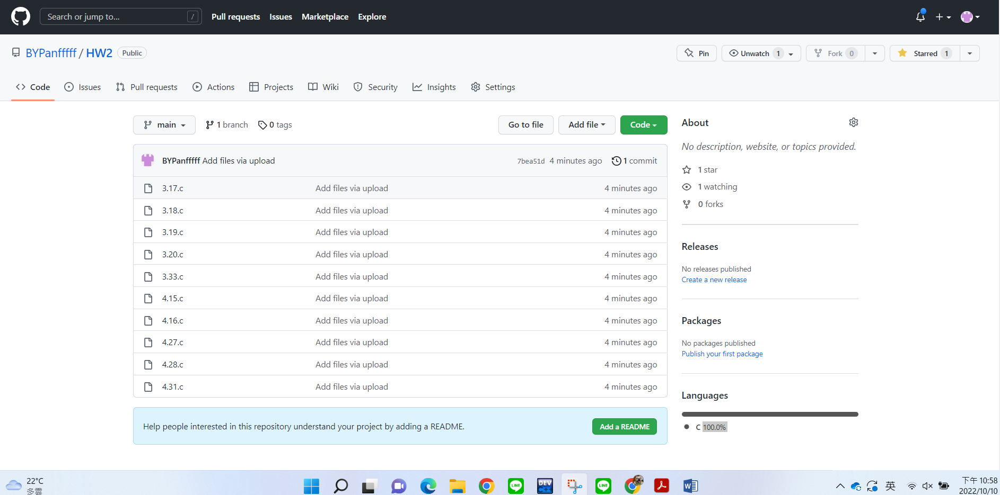 Search or jump to... / Pull requests Issues Marketplace Explore
BYPanfffff / HW2 Public Pin Unwatch 1 Fork 0 Starred 1
Code Issues Pull requests Actions Projects Wiki Security Insights Settings
main 1 branch 0 tags Go to file Add file Code
BYPanfffff Add files via upload 7bea51d 4 minutes ago 1 commit
3.17.c Add files via upload 4 minutes ago
3.18.c Add files via upload 4 minutes ago
3.19.c Add files via upload 4 minutes ago
3.20.c Add files via upload 4 minutes ago
3.33.c Add files via upload 4 minutes ago
4.15.c Add files via upload 4 minutes ago
4.16.c Add files via upload 4 minutes ago
4.27.c Add files via upload 4 minutes ago
4.28.c Add files via upload 4 minutes ago
4.31.c Add files via upload 4 minutes ago
Help people interested in this repository understand your project by adding a README. Add a README
About
No description, website, or topics provided.
1 star
1 watching
0 forks
Releases
No releases published
Create a new release
Packages
No packages published
Publish your first package
Languages
C 100.0%
22°C
多雲
LINE
DEV
LINE
W
英
下午 10:58
2022/10/10